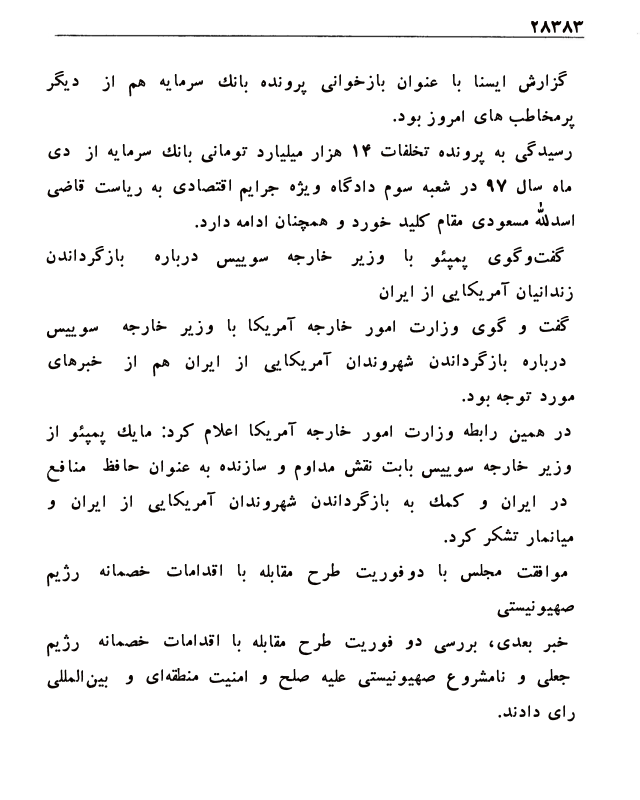 ۲۸۳۸۳
گزارش ایسنا با عنوان بازخوانی پرونده بانك سرمایه هم از دیگر
پرمخاطب های امروز بود.
رسیدگی به پرونده تخلفات ۱۴ هزار میلیارد تومانی بانك سرمایه از دی
ماه سال ۹۷ در شعبه سوم دادگاه ویژه جرایم اقتصادی به ریاست قاضی
اسدلله مسعودی مقام كلید خورد و همچنان ادامه دارد.
گفت‌وگوی پمپئو با وزیر خارجه سوییس درباره بازگرداندن
زندانیان آمریکایی از ایران
گفت و گوی وزارت امور خارجه آمریکا با وزیر خارجه سوییس
درباره بازگرداندن شهروندان آمریکایی از ایران هم از خبرهای
مورد توجه بود.
در همین رابطه وزارت امور خارجه آمریکا اعلام كرد: مایك پمپئو از
وزیر خارجه سوییس بابت نقش مداوم و سازنده به عنوان حافظ منافع
در ایران و كمك به بازگرداندن شهروندان آمریکایی از ایران و
میانمار تشکر كرد.
موافقت مجلس با دوفوریت طرح مقابله با اقدامات خصمانه رژیم
صهیونیستی
خبر بعدی، بررسی دو فوریت طرح مقابله با اقدامات خصمانه رژیم
جعلی و نامشروع صهیونیستی علیه صلح و امنیت منطقه‌ای و بین‌المللی
رای دادند.